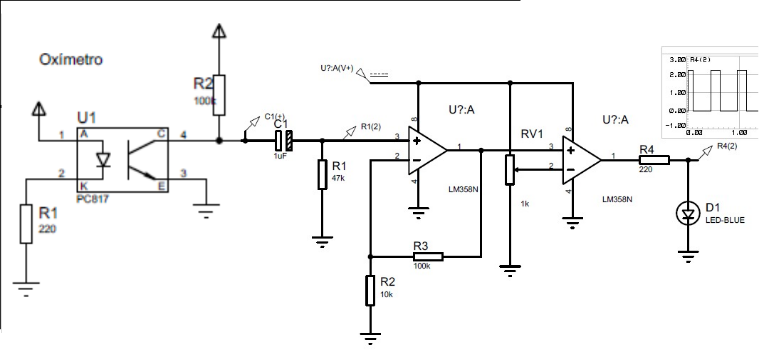 Oxímetro
U1
1
A
C
4
2
K
E
3
PC817
R1
220
R2
100k
C1(+)
C1
1uF
R1(2)
R1
47k
U?:A(V+)
U?:A
3
2
8
1
4
LM358N
R3
100k
R2
10k
RV1
1k
U?:A
3
2
8
1
4
LM358N
R4
220
R4(2)
D1
LED-BLUE
R4(2)
3.00
2.00
1.00
0.00
-1.00
0.00
1.00